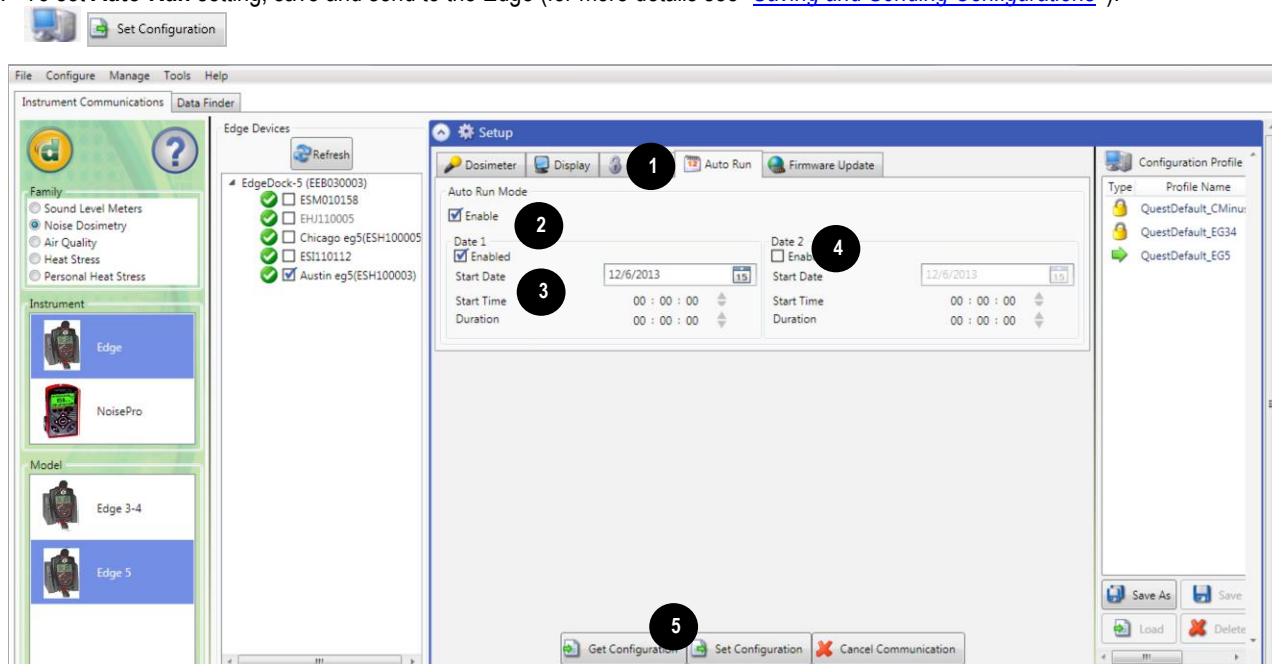 To set Auto-Run setting, save and send to the Edge (for more details see "Saving and Sending Configurations" ).
Set Configuration
File Configure Manage Tools Help
Instrument Communications Data Finder
Family
Sound Level Meters
Noise Dosimetry
Air Quality
Heat Stress
Personal Heat Stress
Instrument
Edge
NoisePro
Model
Edge 3-4
Edge 5
Edge Devices
Refresh
EdgeDock-5 (EEB030003)
ESM010158
EHJ110005
Chicago eg5(ESH100005
ESI110112
Austin eg5(ESH100003)
Setup
Dosimeter Display 1 Auto Run Firmware Update
Auto Run Mode
Enable 2
Date 1
Enabled
Start Date 12/6/2013 15
3
Start Time 00 : 00 : 00
Duration 00 : 00 : 00
Date 2 4
Enab
Start Date 12/6/2013 15
Start Time 00 : 00 : 00
Duration 00 : 00 : 00
5
Get Configuration Set Configuration Cancel Communication
Configuration Profile
Type Profile Name
QuestDefault_CMinus
QuestDefault_EG34
QuestDefault_EG5
Save As Save
Load Delete